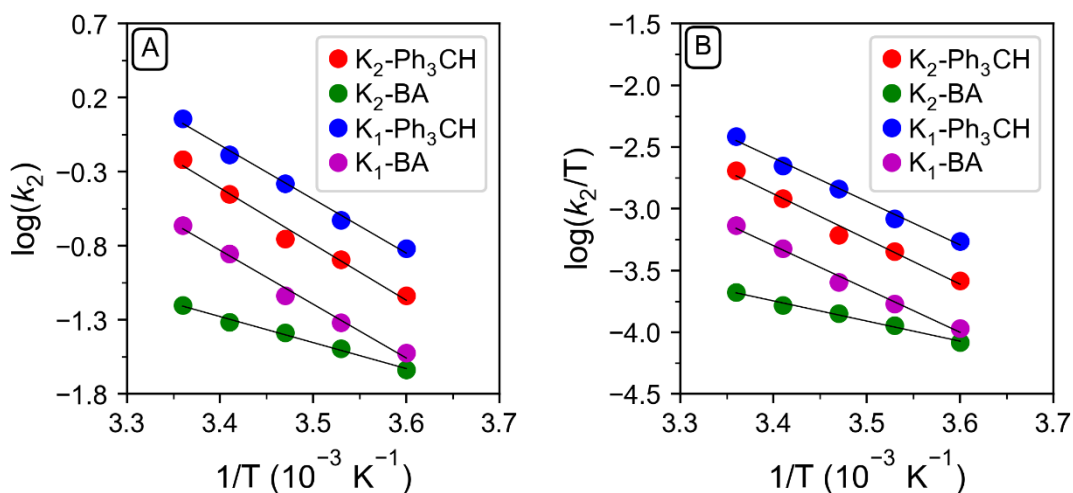 A
K₂-Ph₃CH
K₂-BA
K₁-Ph₃CH
K₁-BA
0.7
0.2
−0.3
−0.8
−1.3
−1.8
log(k₂)
3.3 3.4 3.5 3.6 3.7
1/T (10⁻³ K⁻¹)
B
K₂-Ph₃CH
K₂-BA
K₁-Ph₃CH
K₁-BA
−1.5
−2.0
−2.5
−3.0
−3.5
−4.0
−4.5
log(k₂/T)
3.3 3.4 3.5 3.6 3.7
1/T (10⁻³ K⁻¹)